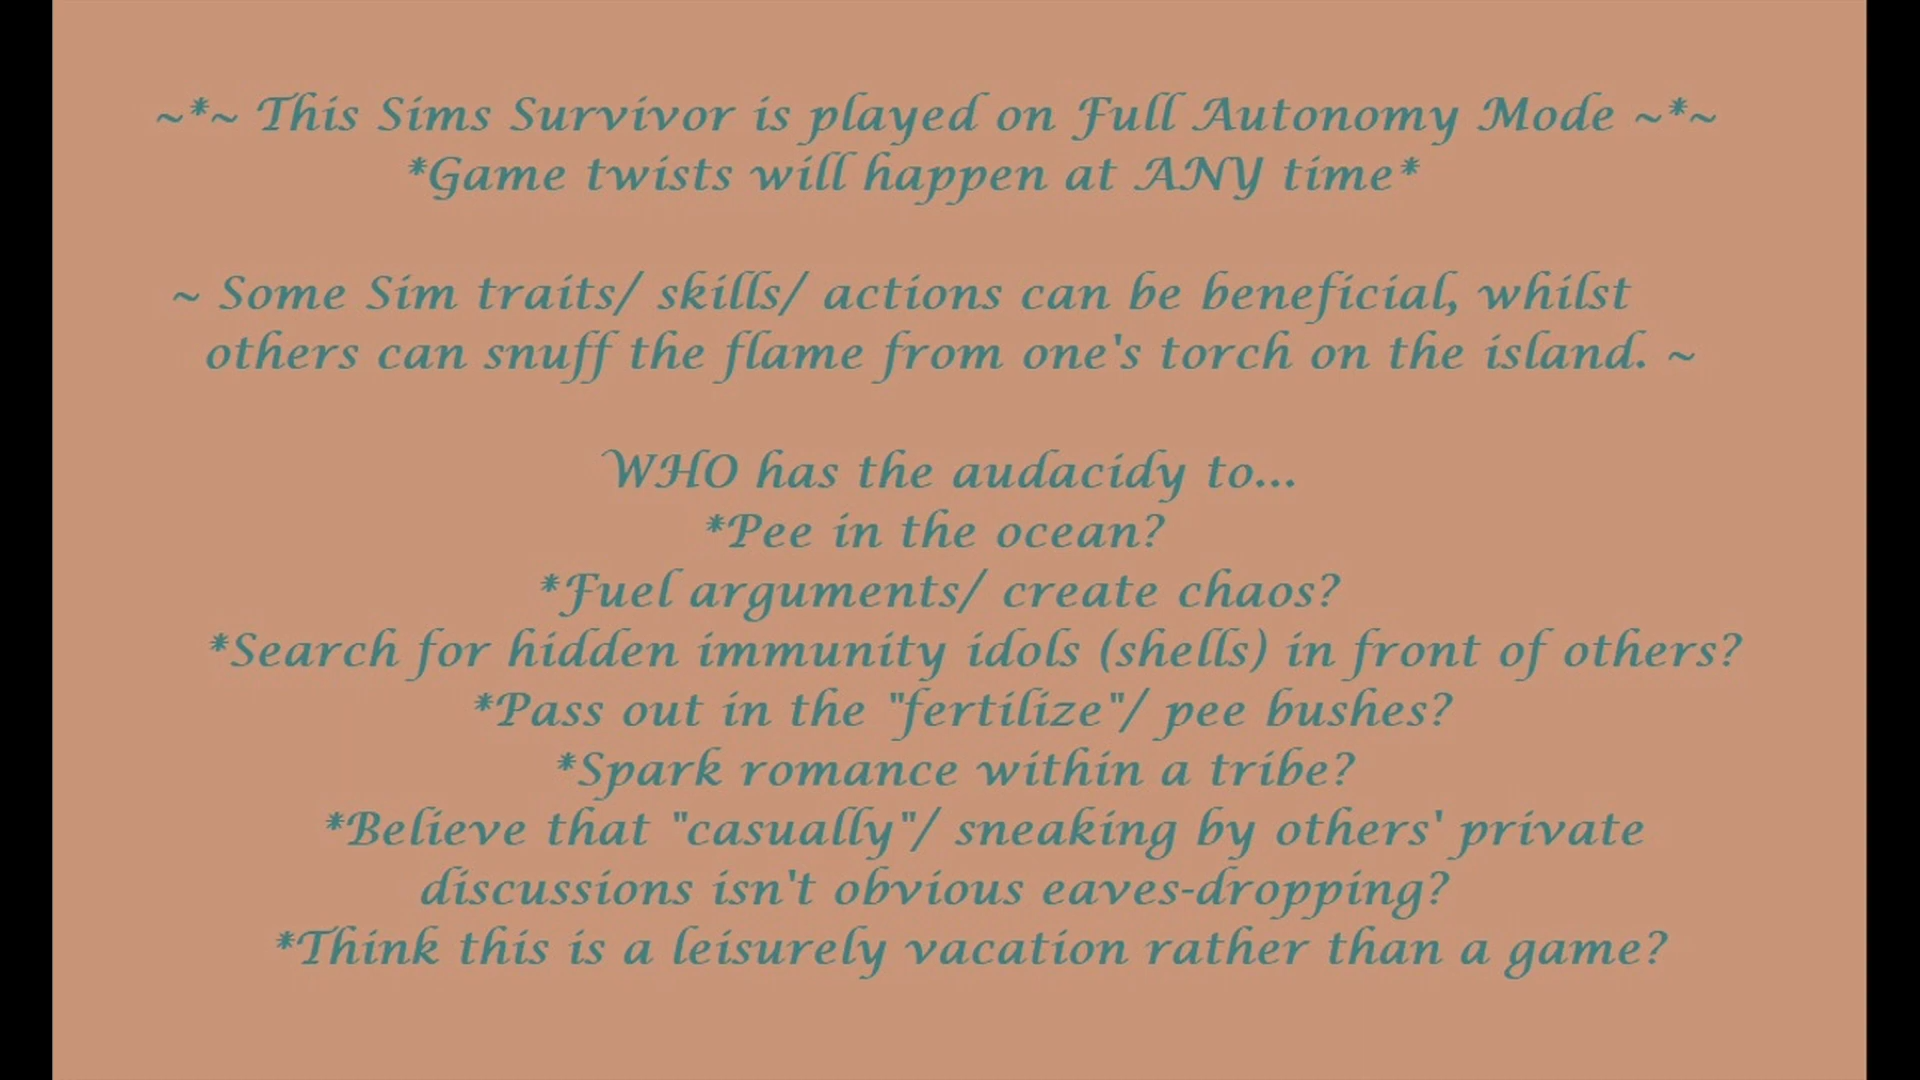 ~*~ This Sims Survivor is played on Full Autonomy Mode ~*~
*Game twists will happen at ANY time*
~ Some Sim traits/ skills/ actions can be beneficial, whilst
others can snuff the flame from one's torch on the island. ~
WHO has the audacidy to...
*Pee in the ocean?
*Fuel arguments/ create chaos?
*Search for hidden immunity idols (shells) in front of others?
*Pass out in the "fertilize"/ pee bushes?
*Spark romance within a tribe?
*Believe that "casually"/ sneaking by others' private
discussions isn't obvious eaves-dropping?
*Think this is a leisurely vacation rather than a game?